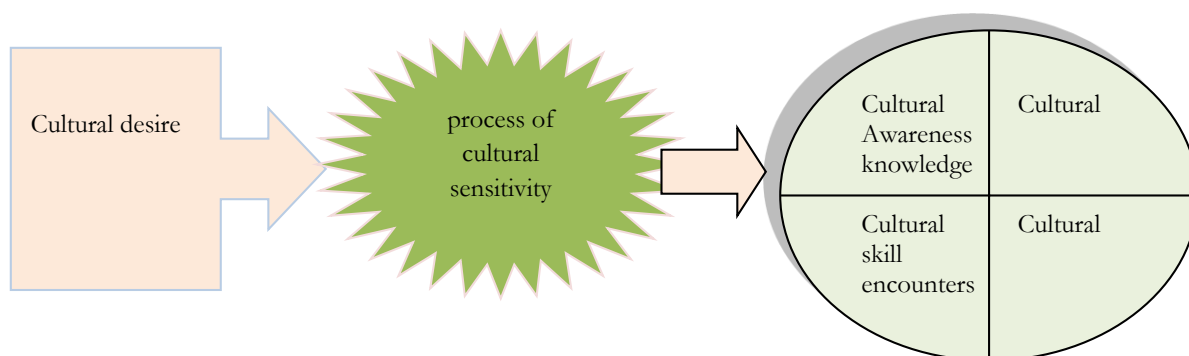 Cultural desire
process of
cultural
sensitivity
Cultural
Awareness
knowledge
Cultural
Cultural
skill
encounters
Cultural